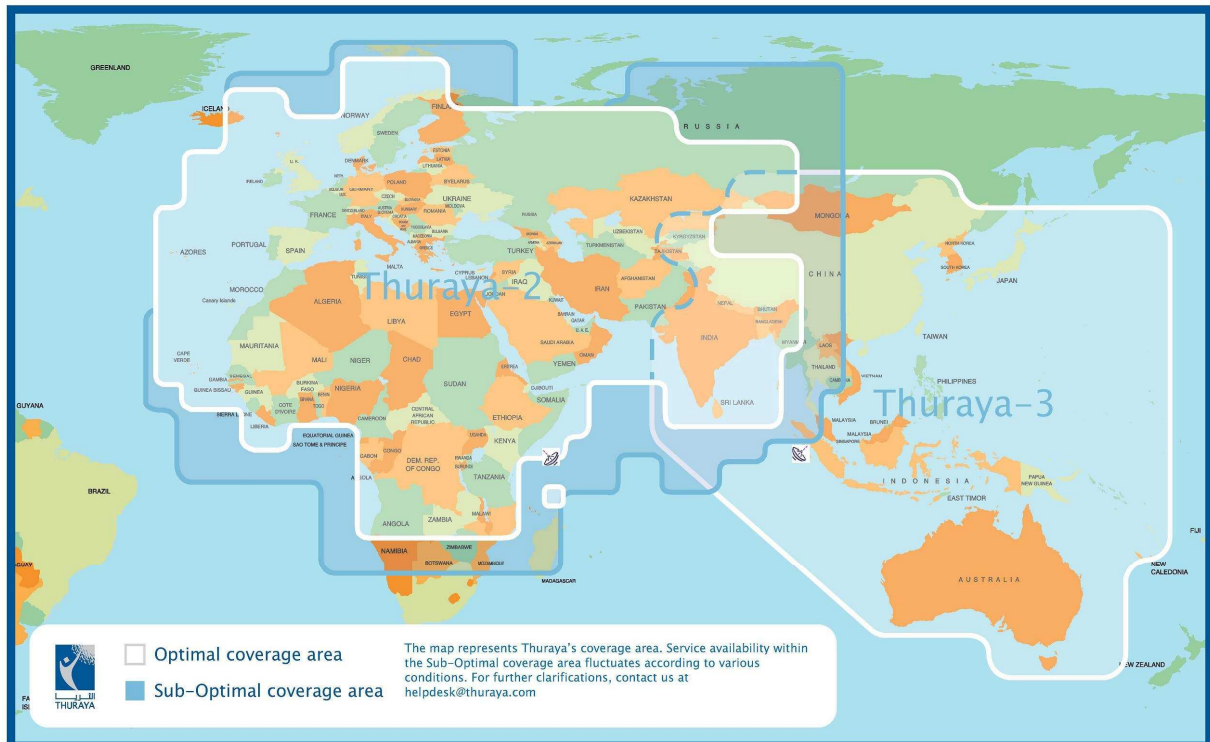 GREENLAND
ICELAND
NORWAY
FINLAND
SWEDEN
RUSSIA
U.K.
ESTONIA
LATVIA
LITHUANIA
DENMARK
IRELAND
POLAND
BYELARUS
UKRAINE
MOLDOVA
ROMANIA
FRANCE
ITALY
KAZAKHSTAN
MONGOLIA
RUSSIA
AZORES
PORTUGAL
SPAIN
TURKEY
UZBEKISTAN
KYRGYZSTAN
TURKMENISTAN
TAJIKISTAN
NORTH KOREA
SOUTH KOREA
JAPAN
CHINA
MALTA
CYPRUS
LEBANON
SYRIA
IRAQ
JORDAN
IRAN
AFGHANISTAN
PAKISTAN
KUWAIT
BAHRAIN
QATAR
U.A.E.
NEPAL
BHUTAN
BANGLADESH
MOROCCO
Canary Islands
ALGERIA
LIBYA
EGYPT
Thuraya-2
SAUDI ARABIA
OMAN
YEMEN
INDIA
MYANMAR
LAOS
THAILAND
VIETNAM
TAIWAN
CAPE
VERDE
MAURITANIA
MALI
NIGER
CHAD
SUDAN
ERITREA
DJIBOUTI
SOMALIA
ETHIOPIA
SENEGAL
GAMBIA
GUINEA BISSAU
GUINEA
BURKINA
FASO
BENIN
TOGO
GHANA
COTE
D'IVOIRE
NIGERIA
SIERRA LEONE
LIBERIA
CAMEROON
CENTRAL
AFRICAN
REPUBLIC
SRI LANKA
PHILIPPINES
Thuraya-3
MALAYSIA
BRUNEI
MALAYSIA
SINGAPORE
GUYANA
EQUATORIAL GUINEA
SAO TOME & PRINCIPE
GABON
CONGO
DEM. REP.
OF CONGO
UGANDA
KENYA
RWANDA
BURUNDI
TANZANIA
INDONESIA
EAST TIMOR
PAPUA
NEW GUINEA
BRAZIL
ANGOLA
ANGOLA
ZAMBIA
MALAWI
NAMIBIA
ZIMBABWE
BOTSWANA
MOZAMBIQUE
MADAGASCAR
FIJI
NEW
CALEDONIA
AUSTRALIA
NEW ZEALAND
THURAYA
Optimal coverage area
Sub-Optimal coverage area
The map represents Thuraya's coverage area. Service availability within
the Sub-Optimal coverage area fluctuates according to various
conditions. For further clarifications, contact us at
helpdesk@thuraya.com